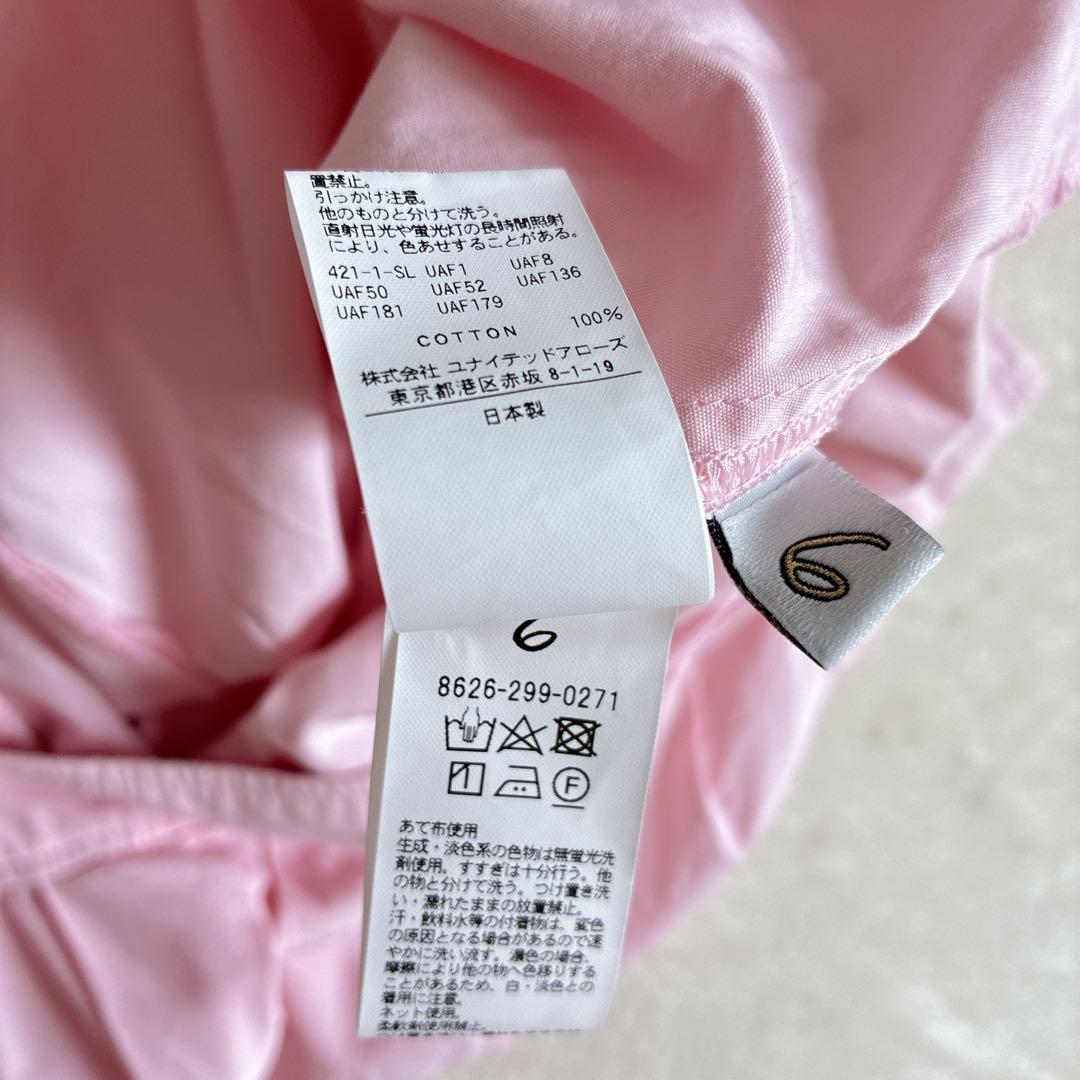 置禁止。
引っかけ注意。
他のものと分けて洗う。
直射日光や蛍光灯の長時間照射
により、色あせすることがある。
421-1-SL UAF1 UAF8
UAF50 UAF52 UAF136
UAF181 UAF179
COTTON 100%
株式会社 ユナイテッドアローズ
東京都港区赤坂 8-1-19
日本製
6
6
8626-299-0271
F
あて布使用
生成・淡色系の色物は無蛍光洗
剤使用。すすぎは十分行う。他
の物と分けて洗う。つけ置き洗
い・濡れたままの放置禁止。
汗・飲料水等の付着物は、変色
の原因となる場合があるので速
やかに洗い流す。濃色の場合、
摩擦により他の物へ色移りする
ことがあるため、白・淡色との
着用に注意。
ネット使用。
柔軟剤使用禁止。